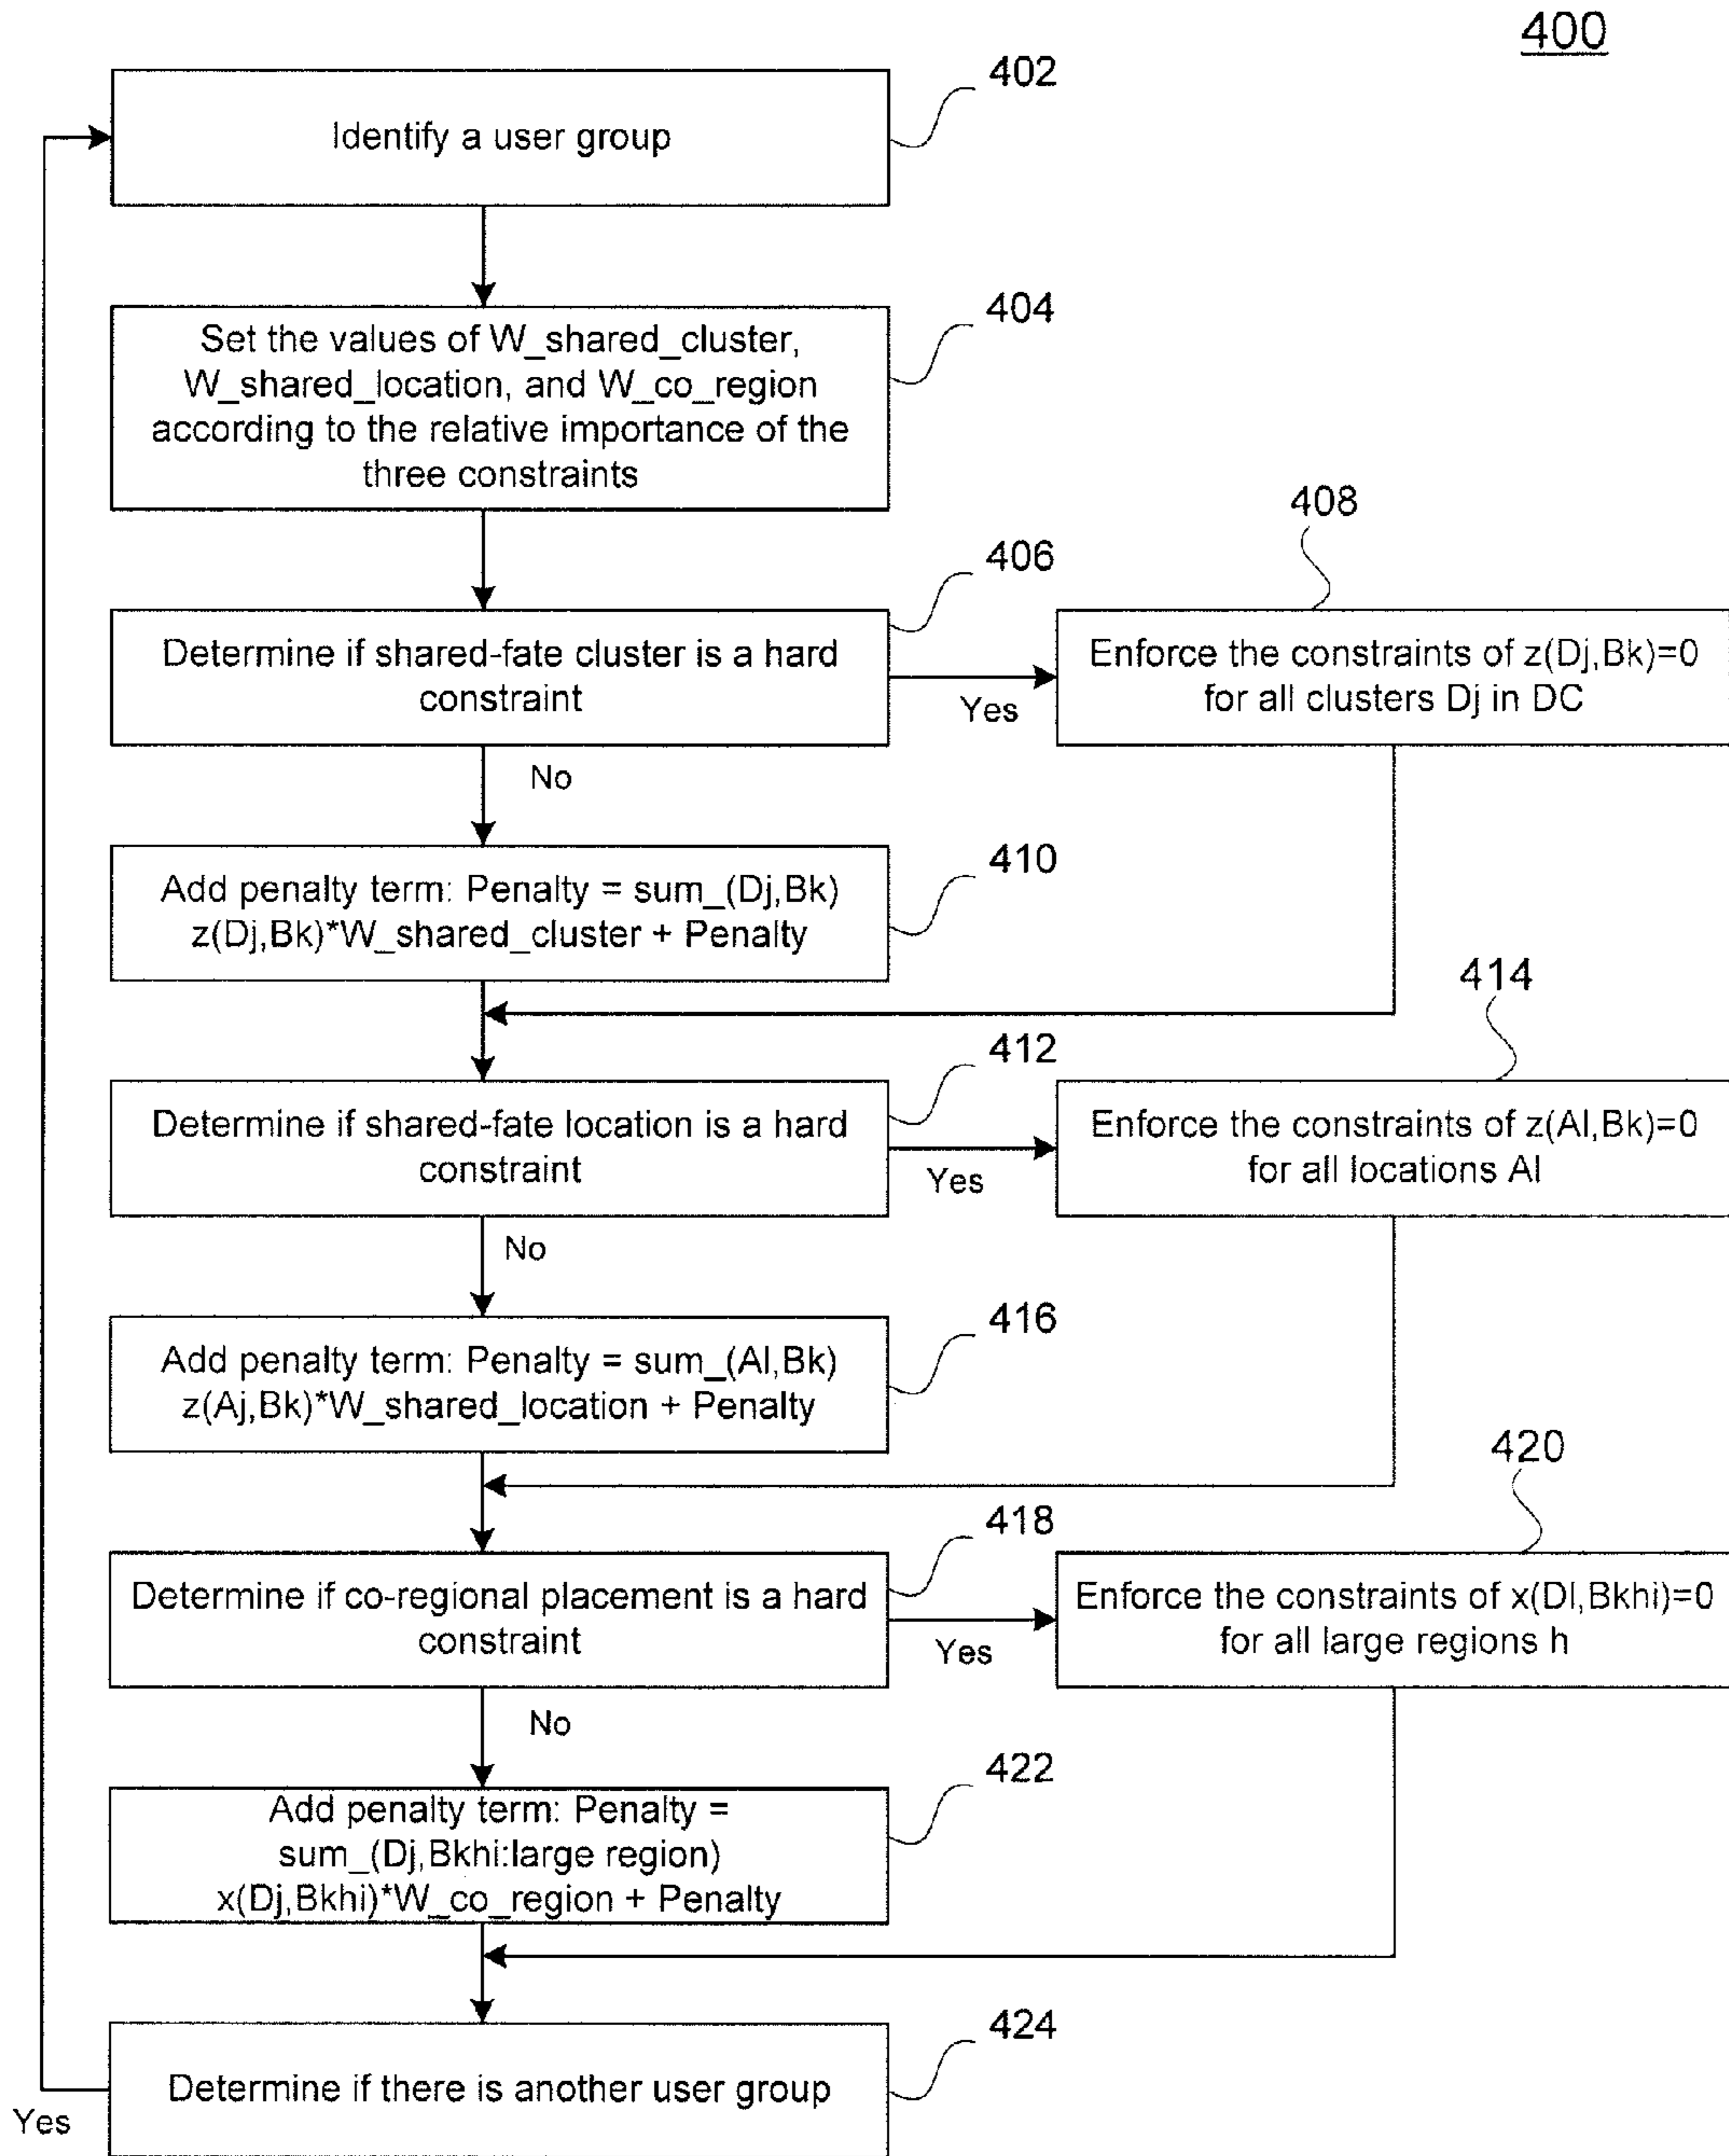 400
402
Identify a user group
404
Set the values of W_shared_cluster,
W_shared_location, and W_co_region
according to the relative importance of the
three constraints
408
406
Determine if shared-fate cluster is a hard
constraint
Yes
Enforce the constraints of z(Dj,Bk)=0
for all clusters Dj in DC
No
410
Add penalty term: Penalty = sum_(Dj,Bk)
z(Dj,Bk)*W_shared_cluster + Penalty
414
412
Determine if shared-fate location is a hard
constraint
Yes
Enforce the constraints of z(Al,Bk)=0
for all locations Al
No
416
Add penalty term: Penalty = sum_(Al,Bk)
z(Aj,Bk)*W_shared_location + Penalty
420
418
Determine if co-regional placement is a hard
constraint
Yes
Enforce the constraints of x(Dl,Bkhi)=0
for all large regions h
No
422
Add penalty term: Penalty =
sum_(Dj,Bkhi:large region)
x(Dj,Bkhi)*W_co_region + Penalty
424
Determine if there is another user group
Yes